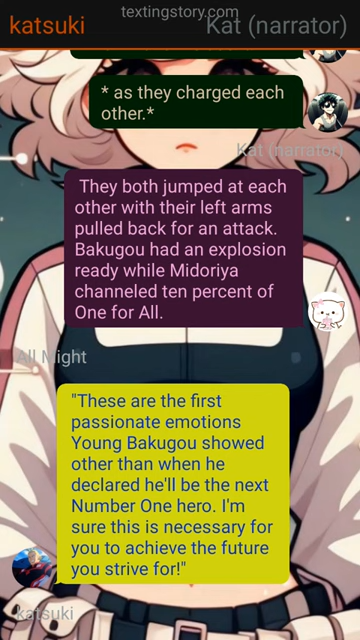 textingstory.com
katsuki
Kat (narrator)
* as they charged each
other.*
Kat (narrator)
They both jumped at each
other with their left arms
pulled back for an attack.
Bakugou had an explosion
ready while Midoriya
channeled ten percent of
One for All.
All Might
"These are the first
passionate emotions
Young Bakugou showed
other than when he
declared he'll be the next
Number One hero. I'm
sure this is necessary for
you to achieve the future
you strive for!"
katsuki